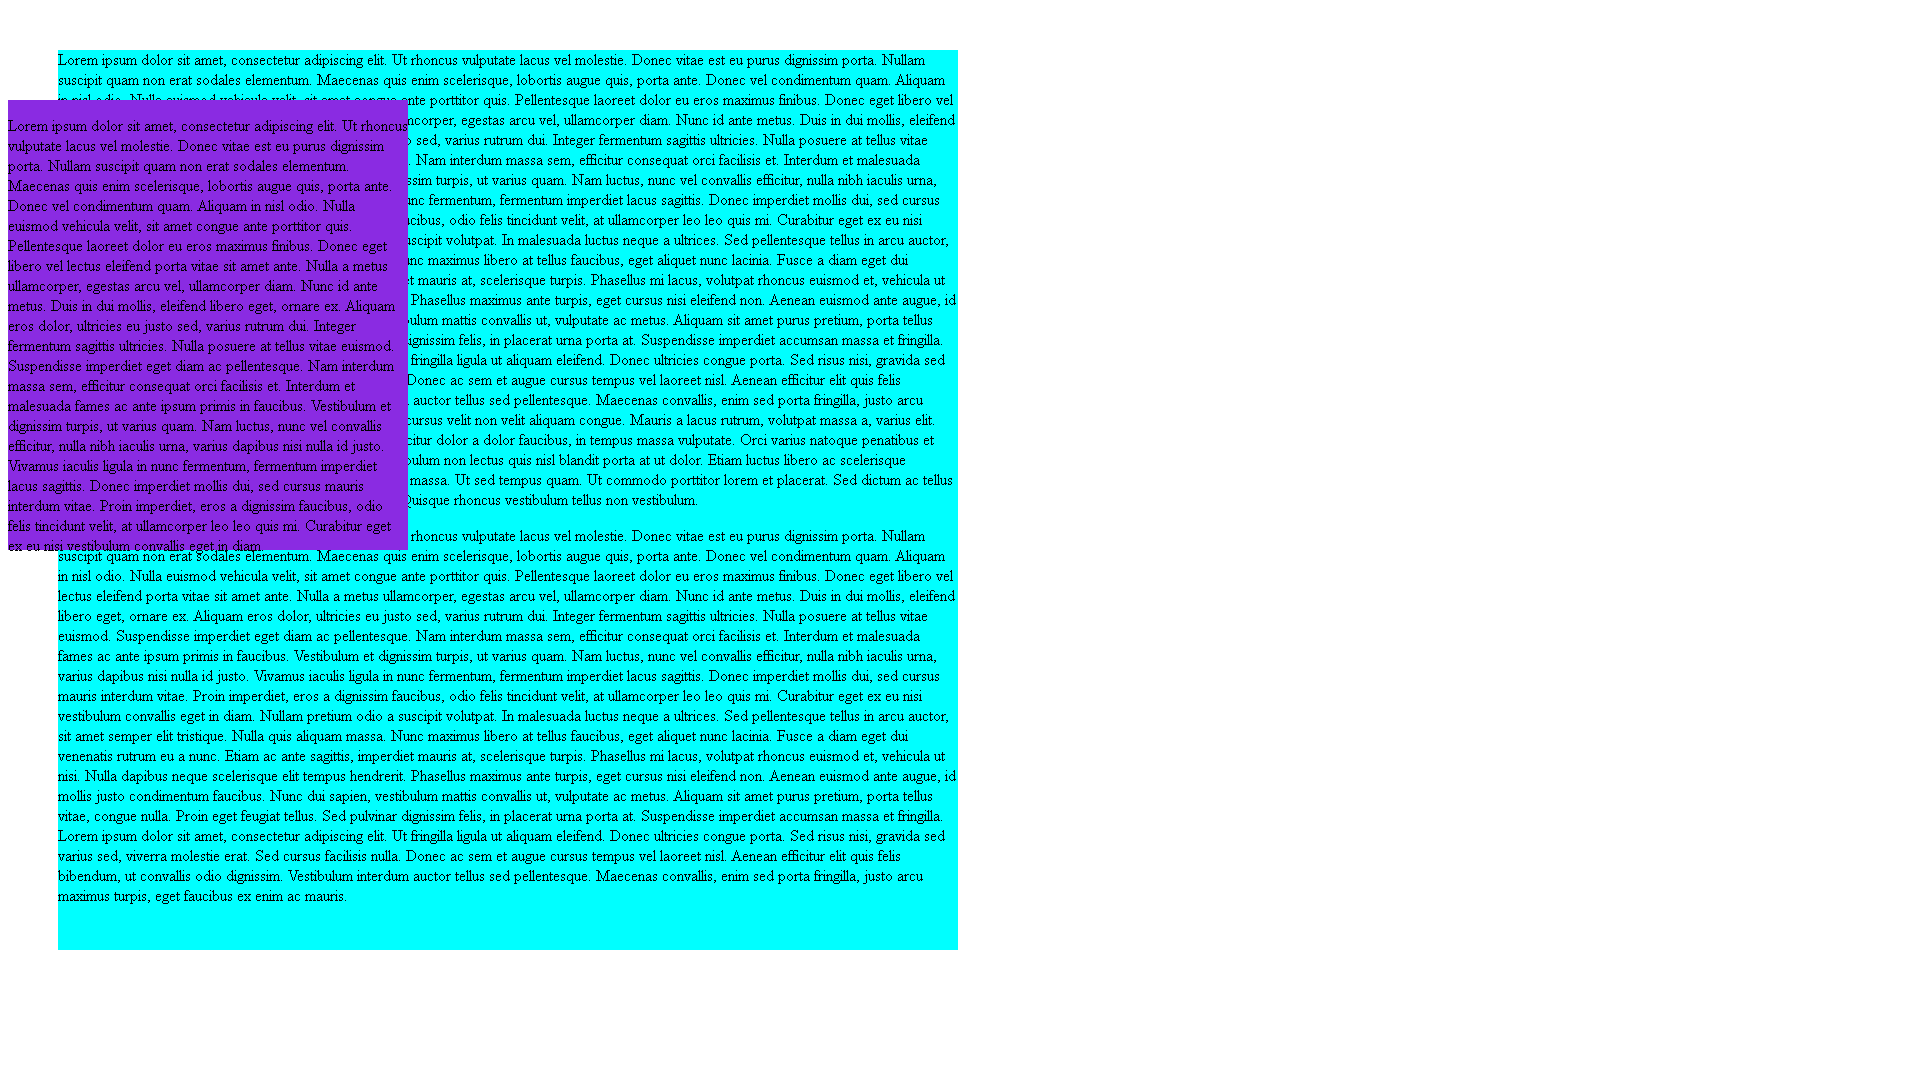 Lorem ipsum dolor sit amet, consectetur adipiscing elit. Ut rhoncus vulputate lacus vel molestie. Donec vitae est eu purus dignissim porta. Nullam
suscipit quam non erat sodales elementum. Maecenas quis enim scelerisque, lobortis augue quis, porta ante. Donec vel condimentum quam. Aliquam
ante porttitor quis. Pellentesque laoreet dolor eu eros maximus finibus. Donec eget libero vel
egestas arcu vel, ullamcorper diam. Nunc id ante metus. Duis in dui mollis, eleifend
sed, varius rutrum dui. Integer fermentum sagittis ultricies. Nulla posuere at tellus vitae
. Nam interdum massa sem, efficitur consequat orci facilisis et. Interdum et malesuada
turpis, ut varius quam. Nam luctus, nunc vel convallis efficitur, nulla nibh iaculis urna,
fermentum, fermentum imperdiet lacus sagittis. Donec imperdiet mollis dui, sed cursus
odio felis tincidunt velit, at ullamcorper leo leo quis mi. Curabitur eget ex eu nisi
volutpat. In malesuada luctus neque a ultrices. Sed pellentesque tellus in arcu auctor,
maximus libero at tellus faucibus, eget aliquet nunc lacinia. Fusce a diam eget dui
mauris at, scelerisque turpis. Phasellus mi lacus, volutpat rhoncus euismod et, vehicula ut
Phasellus maximus ante turpis, eget cursus nisi eleifend non. Aenean euismod ante augue, id
mattis convallis ut, vulputate ac metus. Aliquam sit amet purus pretium, porta tellus
felis, in placerat urna porta at. Suspendisse imperdiet accumsan massa et fringilla.
fringilla ligula ut aliquam eleifend. Donec ultricies congue porta. Sed risus nisi, gravida sed
Donec ac sem et augue cursus tempus vel laoreet nisl. Aenean efficitur elit quis felis
auctor tellus sed pellentesque. Maecenas convallis, enim sed porta fringilla, justo arcu
cursus velit non velit aliquam congue. Mauris a lacus rutrum, volutpat massa a, varius elit.
dolor a dolor faucibus, in tempus massa vulputate. Orci varius natoque penatibus et
non lectus quis nisl blandit porta at ut dolor. Etiam luctus libero ac scelerisque
massa. Ut sed tempus quam. Ut commodo porttitor lorem et placerat. Sed dictum ac tellus
Quisque rhoncus vestibulum tellus non vestibulum.
Lorem ipsum dolor sit amet, consectetur adipiscing elit. Ut rhoncus
vulputate lacus vel molestie. Donec vitae est eu purus dignissim
porta. Nullam suscipit quam non erat sodales elementum.
Maecenas quis enim scelerisque, lobortis augue quis, porta ante.
Donec vel condimentum quam. Aliquam in nisl odio. Nulla
euismod vehicula velit, sit amet congue ante porttitor quis.
Pellentesque laoreet dolor eu eros maximus finibus. Donec eget
libero vel lectus eleifend porta vitae sit amet ante. Nulla a metus
ullamcorper, egestas arcu vel, ullamcorper diam. Nunc id ante
metus. Duis in dui mollis, eleifend libero eget, ornare ex. Aliquam
eros dolor, ultricies eu justo sed, varius rutrum dui. Integer
fermentum sagittis ultricies. Nulla posuere at tellus vitae euismod.
Suspendisse imperdiet eget diam ac pellentesque. Nam interdum
massa sem, efficitur consequat orci facilisis et. Interdum et
malesuada fames ac ante ipsum primis in faucibus. Vestibulum et
dignissim turpis, ut varius quam. Nam luctus, nunc vel convallis
efficitur, nulla nibh iaculis urna, varius dapibus nisi nulla id justo.
Vivamus iaculis ligula in nunc fermentum, fermentum imperdiet
lacus sagittis. Donec imperdiet mollis dui, sed cursus mauris
interdum vitae. Proin imperdiet, eros a dignissim faucibus, odio
felis tincidunt velit, at ullamcorper leo leo quis mi. Curabitur eget
ex eu nisi vestibulum convallis eget in diam.
rhoncus vulputate lacus vel molestie. Donec vitae est eu purus dignissim porta. Nullam
suscipit quam non erat sodales elementum. Maecenas quis enim scelerisque, lobortis augue quis, porta ante. Donec vel condimentum quam. Aliquam
in nisl odio. Nulla euismod vehicula velit, sit amet congue ante porttitor quis. Pellentesque laoreet dolor eu eros maximus finibus. Donec eget libero vel
lectus eleifend porta vitae sit amet ante. Nulla a metus ullamcorper, egestas arcu vel, ullamcorper diam. Nunc id ante metus. Duis in dui mollis, eleifend
libero eget, ornare ex. Aliquam eros dolor, ultricies eu justo sed, varius rutrum dui. Integer fermentum sagittis ultricies. Nulla posuere at tellus vitae
euismod. Suspendisse imperdiet eget diam ac pellentesque. Nam interdum massa sem, efficitur consequat orci facilisis et. Interdum et malesuada
fames ac ante ipsum primis in faucibus. Vestibulum et dignissim turpis, ut varius quam. Nam luctus, nunc vel convallis efficitur, nulla nibh iaculis urna,
varius dapibus nisi nulla id justo. Vivamus iaculis ligula in nunc fermentum, fermentum imperdiet lacus sagittis. Donec imperdiet mollis dui, sed cursus
mauris interdum vitae. Proin imperdiet, eros a dignissim faucibus, odio felis tincidunt velit, at ullamcorper leo leo quis mi. Curabitur eget ex eu nisi
vestibulum convallis eget in diam. Nullam pretium odio a suscipit volutpat. In malesuada luctus neque a ultrices. Sed pellentesque tellus in arcu auctor,
sit amet semper elit tristique. Nulla quis aliquam massa. Nunc maximus libero at tellus faucibus, eget aliquet nunc lacinia. Fusce a diam eget dui
venenatis rutrum eu a nunc. Etiam ac ante sagittis, imperdiet mauris at, scelerisque turpis. Phasellus mi lacus, volutpat rhoncus euismod et, vehicula ut
nisi. Nulla dapibus neque scelerisque elit tempus hendrerit. Phasellus maximus ante turpis, eget cursus nisi eleifend non. Aenean euismod ante augue, id
mollis justo condimentum faucibus. Nunc dui sapien, vestibulum mattis convallis ut, vulputate ac metus. Aliquam sit amet purus pretium, porta tellus
vitae, congue nulla. Proin eget feugiat tellus. Sed pulvinar dignissim felis, in placerat urna porta at. Suspendisse imperdiet accumsan massa et fringilla.
Lorem ipsum dolor sit amet, consectetur adipiscing elit. Ut fringilla ligula ut aliquam eleifend. Donec ultricies congue porta. Sed risus nisi, gravida sed
varius sed, viverra molestie erat. Sed cursus facilisis nulla. Donec ac sem et augue cursus tempus vel laoreet nisl. Aenean efficitur elit quis felis
bibendum, ut convallis odio dignissim. Vestibulum interdum auctor tellus sed pellentesque. Maecenas convallis, enim sed porta fringilla, justo arcu
maximus turpis, eget faucibus ex enim ac mauris.